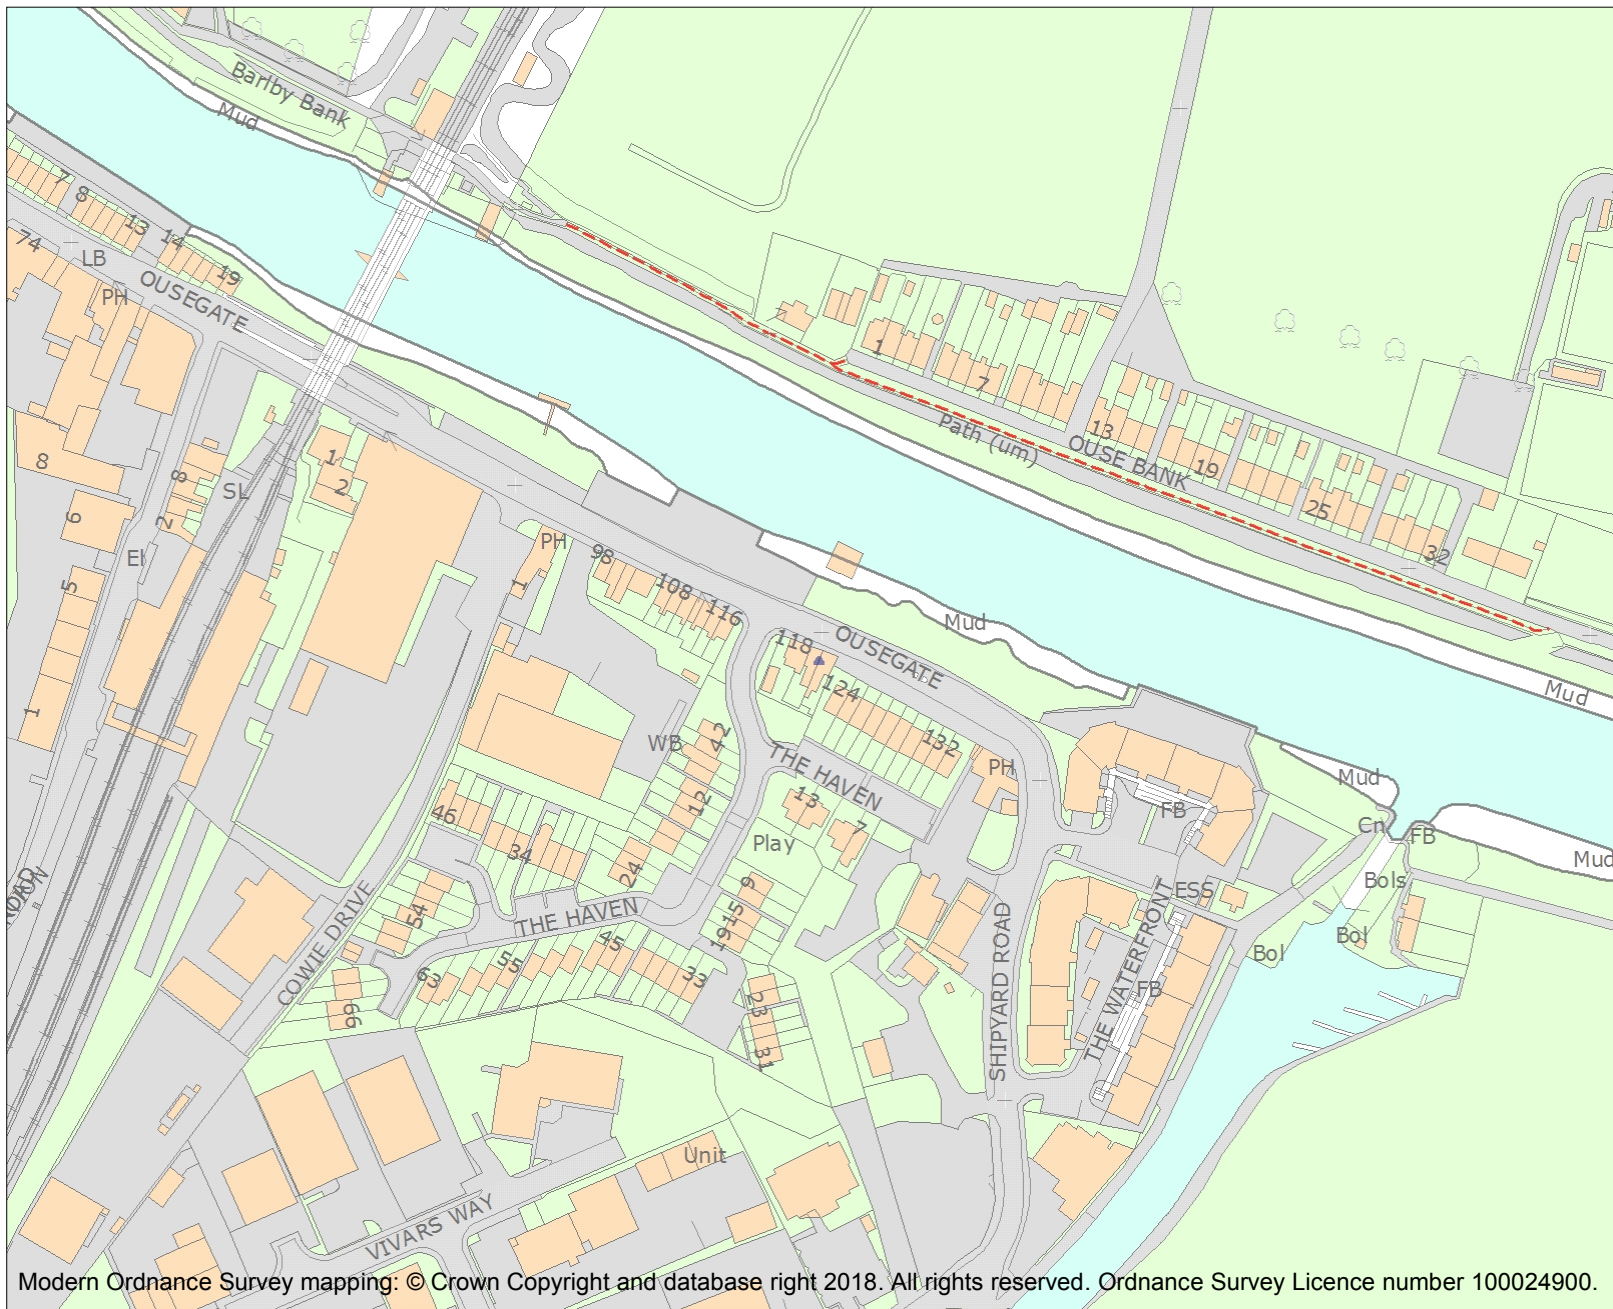 Barlby Bank
Mud
7
8
13
14
19
74
LB
PH
OUSEGATE
7
1
7
Path (um)
OUSE BANK
13
19
25
32
8
6
5
1
8
2
SL
El
1
2
PH
1
98
108
116
118
OUSEGATE
124
132
Mud
Mud
Mud
Mud
PH
WB
42
12
THE HAVEN
13
7
Play
46
34
24
54
THE HAVEN
9
15
19
45
55
63
33
66
23
31
COWIE DRIVE
FB
ESS
Cn
FB
Bols
Bol
Bol
SHIPYARD ROAD
THE WATERFRONT
FB
Unit
VIVARS WAY
Modern Ordnance Survey mapping: © Crown Copyright and database right 2018. All rights reserved. Ordnance Survey Licence number 100024900.